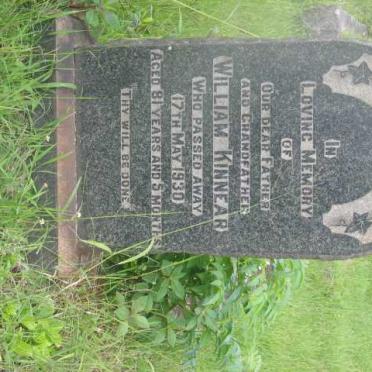 IN
LOVING MEMORY
OF
OUR DEAR FATHER
AND GRANDFATHER
WILLIAM KINNEAR
WHO PASSED AWAY
17TH MAY 1930
AGED 81 YEARS AND 5 MONTHS
THY WILL BE DONE